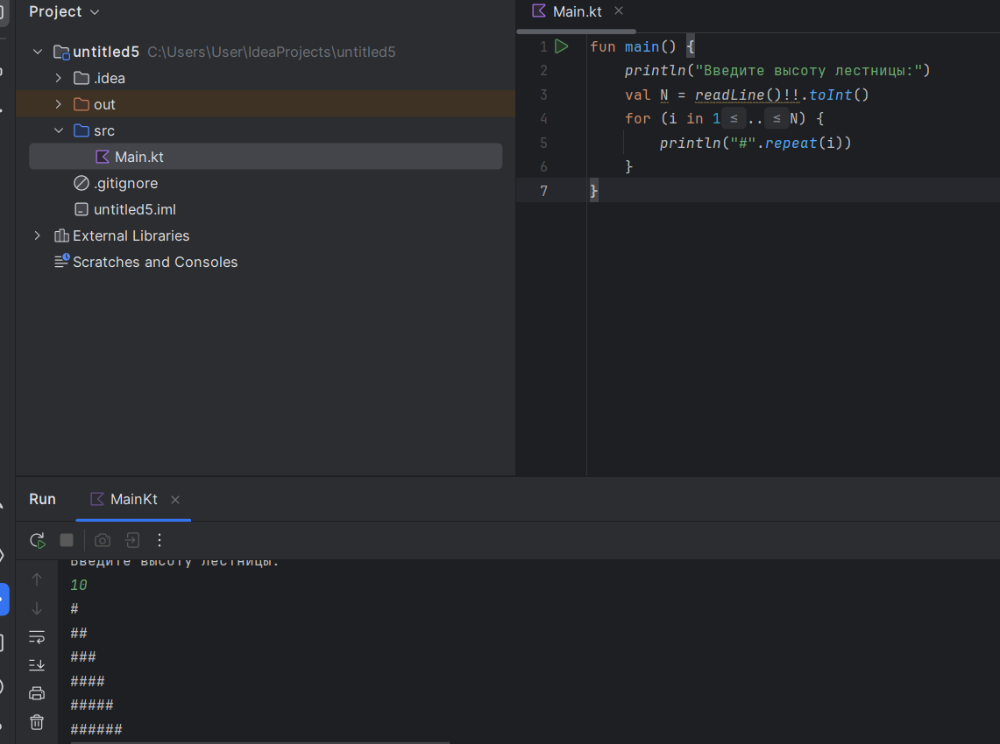 Project
untitled5 C:\Users\User\IdeaProjects\untitled5
.idea
out
src
Main.kt
.gitignore
untitled5.iml
External Libraries
Scratches and Consoles
Main.kt
1 fun main() {
2 println("Введите высоту лестницы:")
3 val N = readLine()!!.toInt()
4 for (i in 1 ≤ .. ≤ N) {
5 println("#".repeat(i))
6 }
7 }
Run MainKt
Введите высоту лестницы:
10
#
##
###
####
#####
######